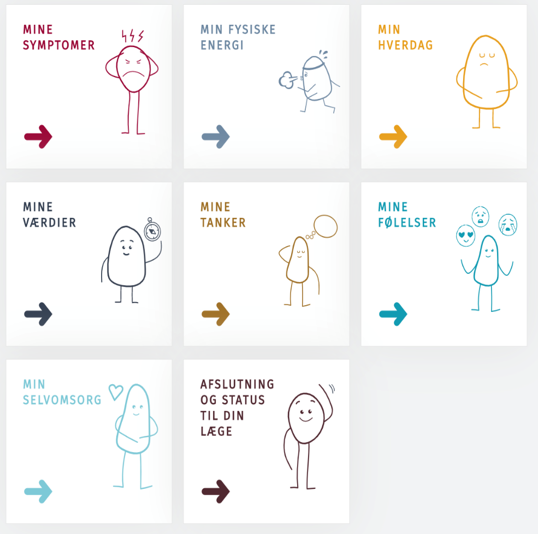 MINE
SYMPTOMER
MIN FYSISKE
ENERGI
MIN
HVERDAG
MINE
VÆRDIER
MINE
TANKER
MINE
FØLELSER
MIN
SELVOMSORG
AFSLUTNING
OG STATUS
TIL DIN
LÆGE